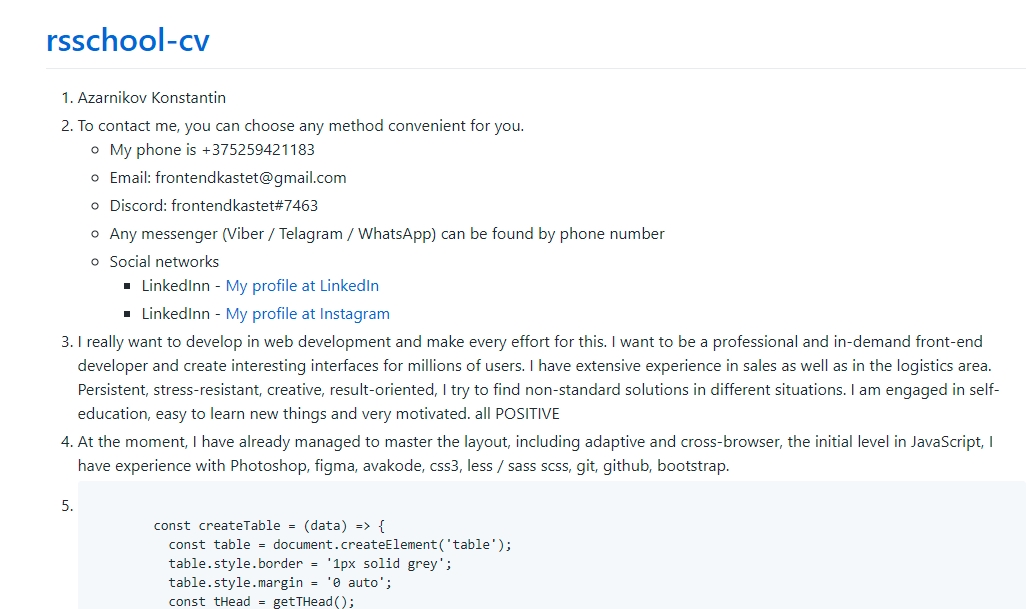 rsschool-cv
1. Azarnikov Konstantin
2. To contact me, you can choose any method convenient for you.
My phone is +375259421183
Email: frontendkastet@gmail.com
Discord: frontendkastet#7463
Any messenger (Viber / Telagram / WhatsApp) can be found by phone number
Social networks
LinkedInn - My profile at LinkedIn
LinkedInn - My profile at Instagram
3. I really want to develop in web development and make every effort for this. I want to be a professional and in-demand front-end
developer and create interesting interfaces for millions of users. I have extensive experience in sales as well as in the logistics area.
Persistent, stress-resistant, creative, result-oriented, I try to find non-standard solutions in different situations. I am engaged in self-
education, easy to learn new things and very motivated. all POSITIVE
4. At the moment, I have already managed to master the layout, including adaptive and cross-browser, the initial level in JavaScript, I
have experience with Photoshop, figma, avakode, css3, less / sass scss, git, github, bootstrap.
5.
const createTable = (data) => {
table = document.createElement('table');
table.style.border = '1px solid grey';
table.style.margin = '0 auto';
const tHead = getTHead();